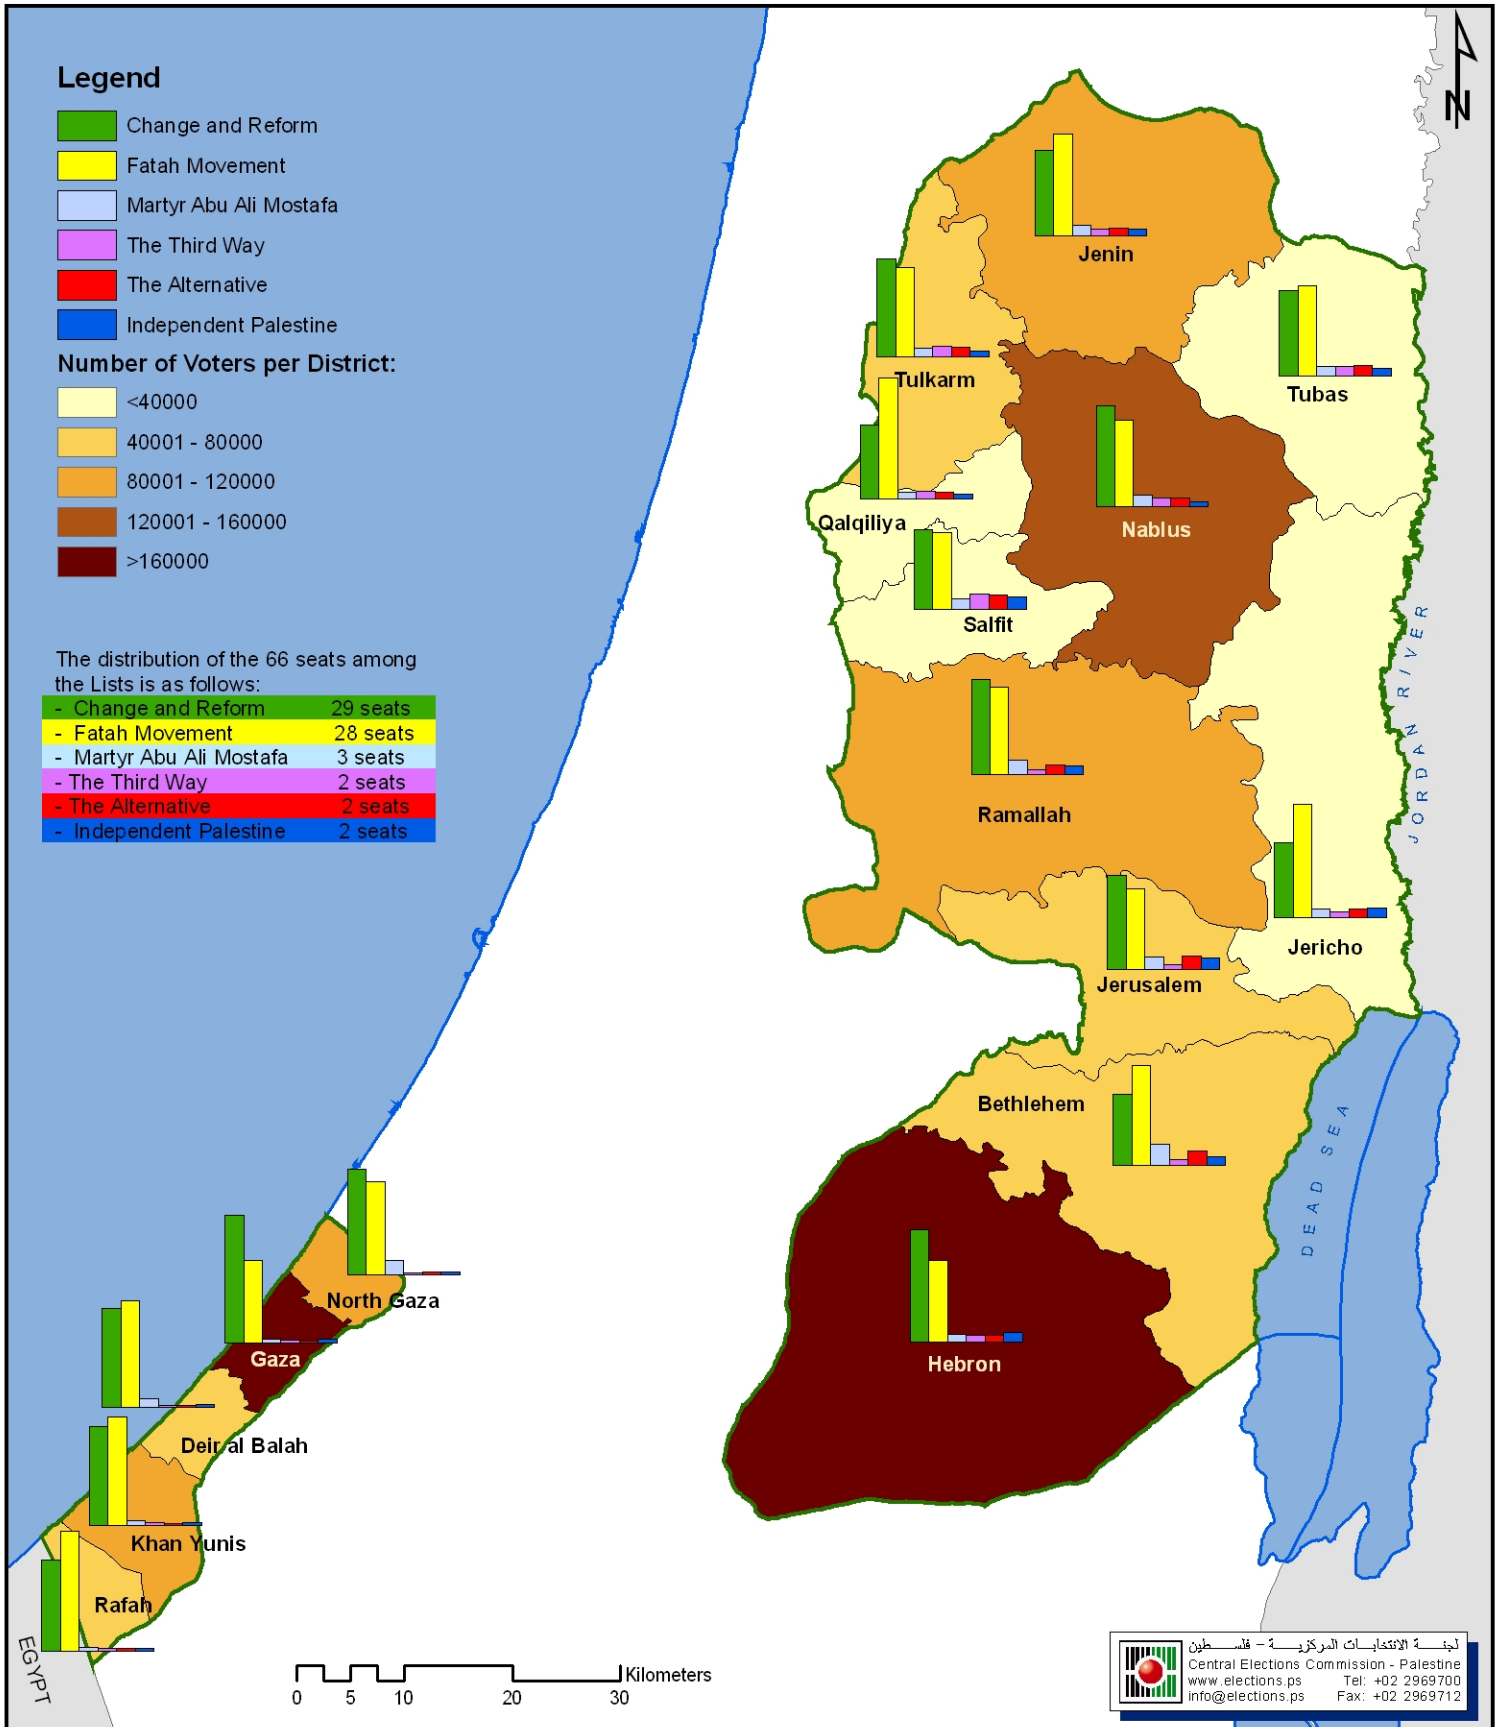 Legend
Change and Reform
Fatah Movement
Martyr Abu Ali Mostafa
The Third Way
The Alternative
Independent Palestine
Number of Voters per District:
<40000
40001 - 80000
80001 - 120000
120001 - 160000
>160000
The distribution of the 66 seats among
the Lists is as follows:
- Change and Reform 29 seats
- Fatah Movement 28 seats
- Martyr Abu Ali Mostafa 3 seats
- The Third Way 2 seats
- The Alternative 2 seats
- Independent Palestine 2 seats
N
Jenin
Tulkarm
Tubas
Qalqiliya
Nablus
Salfit
JORDAN RIVER
Ramallah
Jericho
Jerusalem
Bethlehem
DEAD SEA
Hebron
North Gaza
Gaza
Deir al Balah
Khan Yunis
Rafah
EGYPT
Kilometers
0 5 10 20 30
لجنـــة الانتخابـات المركزيـــة - فلســـطين
Central Elections Commission - Palestine
www.elections.ps Tel: +02 2969700
info@elections.ps Fax: +02 2969712